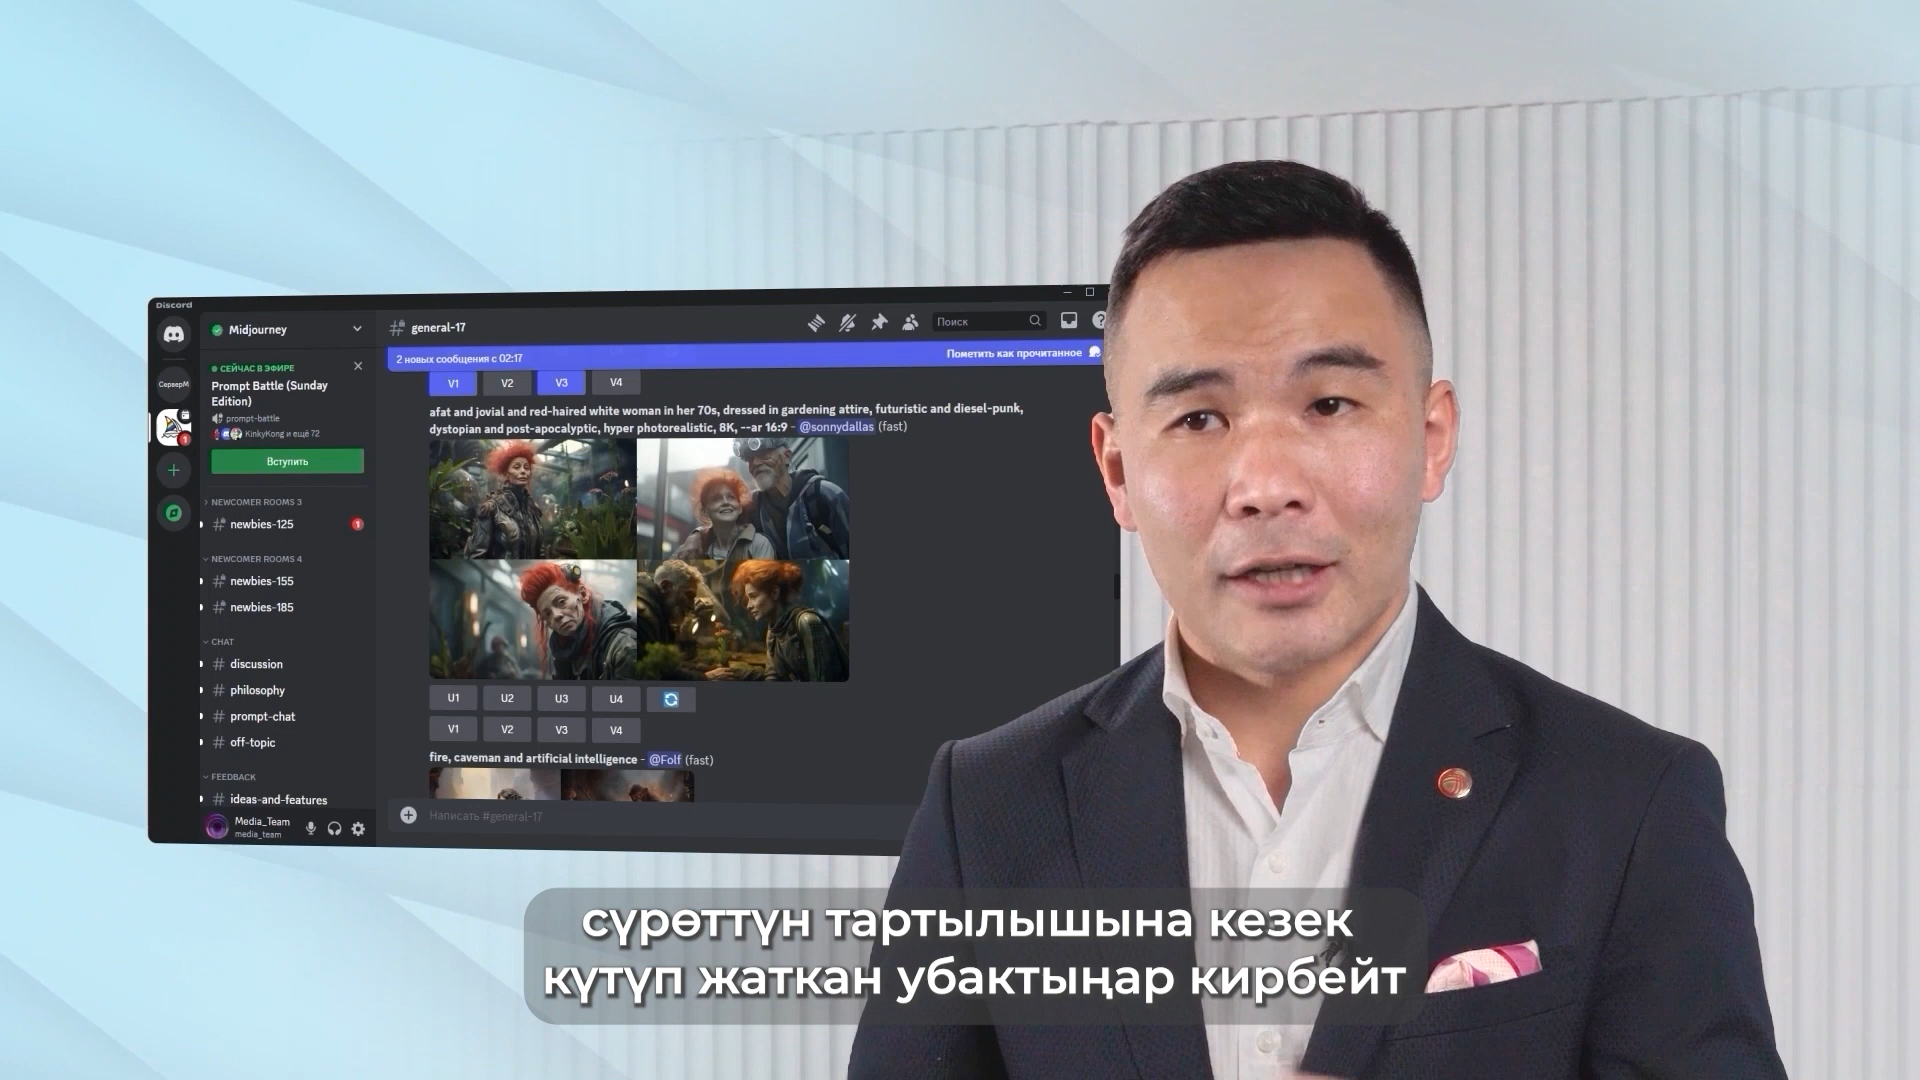 Discord
Midjourney
general-17
Поиск
СЕЙЧАС В ЭФИРЕ
Prompt Battle (Sunday
Edition)
prompt-battle
KinkyKong и ещё 72
Вступить
2 новых сообщения с 02:17
Пометить как прочитанное
V1 V2 V3 V4
afat and jovial and red-haired white woman in her 70s, dressed in gardening attire, futuristic and diesel-punk,
dystopian and post-apocalyptic, hyper photorealistic, 8K, --ar 16:9 - @sonnydallas (fast)
СерверМ
1
NEWCOMER ROOMS 3
newbies-125 1
NEWCOMER ROOMS 4
newbies-155
newbies-185
CHAT
discussion
philosophy
prompt-chat
off-topic
FEEDBACK
ideas-and-features
Media_Team
media_team
U1 U2 U3 U4
V1 V2 V3 V4
fire, caveman and artificial intelligence - @Folf (fast)
Написать #general-17
сүрөттүн тартылышына кезек
күтүп жаткан убактыңар кирбейт